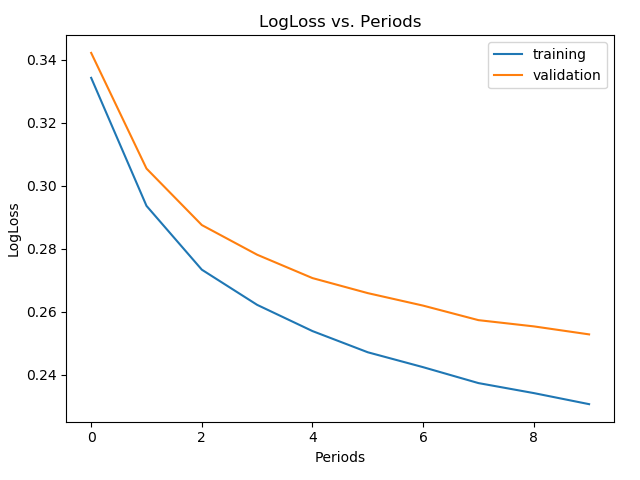 LogLoss vs. Periods
training
validation
LogLoss
0.34
0.32
0.30
0.28
0.26
0.24
0 2 4 6 8
Periods